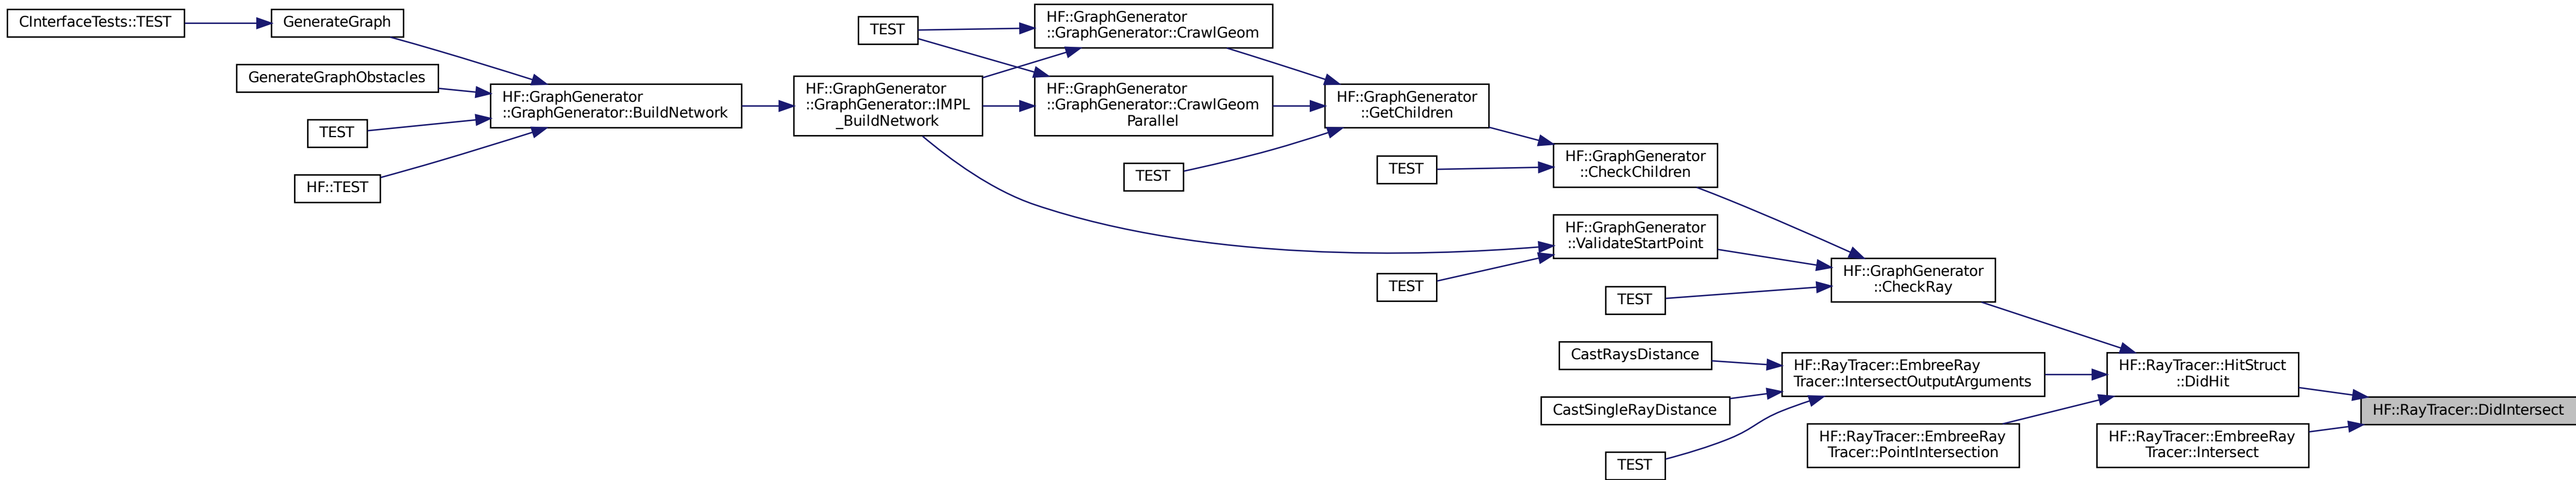 CInterfaceTests::TEST
GenerateGraph
GenerateGraphObstacles
TEST
HF::TEST
HF::GraphGenerator
::GraphGenerator::BuildNetwork
HF::GraphGenerator
::GraphGenerator::IMPL
_BuildNetwork
TEST
HF::GraphGenerator
::GraphGenerator::CrawlGeom
HF::GraphGenerator
::GraphGenerator::CrawlGeom
Parallel
TEST
HF::GraphGenerator
::GetChildren
TEST
HF::GraphGenerator
::CheckChildren
HF::GraphGenerator
::ValidateStartPoint
TEST
TEST
HF::GraphGenerator
::CheckRay
CastRaysDistance
CastSingleRayDistance
TEST
HF::RayTracer::EmbreeRay
Tracer::IntersectOutputArguments
HF::RayTracer::EmbreeRay
Tracer::PointIntersection
HF::RayTracer::HitStruct
::DidHit
HF::RayTracer::EmbreeRay
Tracer::Intersect
HF::RayTracer::DidIntersect